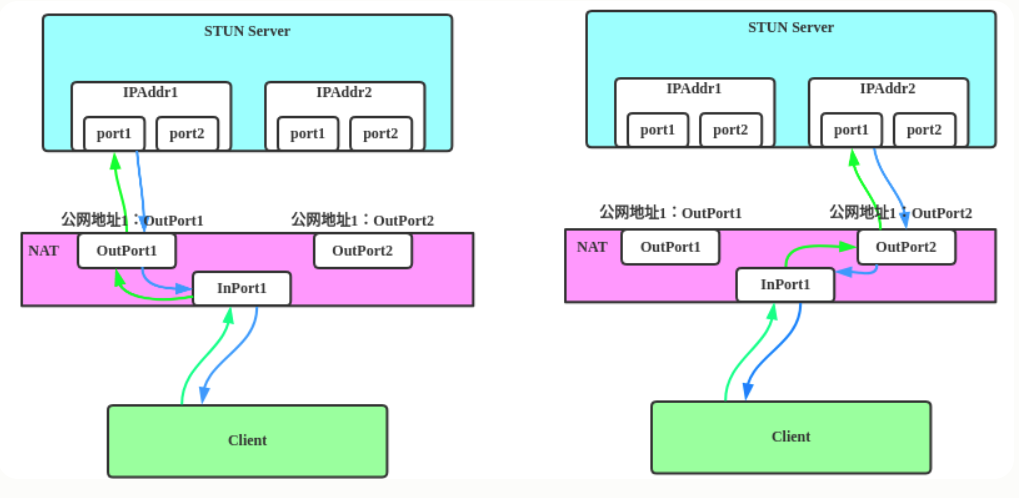 STUN Server
IPAddr1
IPAddr2
port1
port2
port1
port2
公网地址1：OutPort1
公网地址1：OutPort2
NAT
OutPort1
OutPort2
InPort1
Client
STUN Server
IPAddr1
IPAddr2
port1
port2
port1
port2
公网地址1：OutPort1
公网地址1：OutPort2
NAT
OutPort1
OutPort2
InPort1
Client